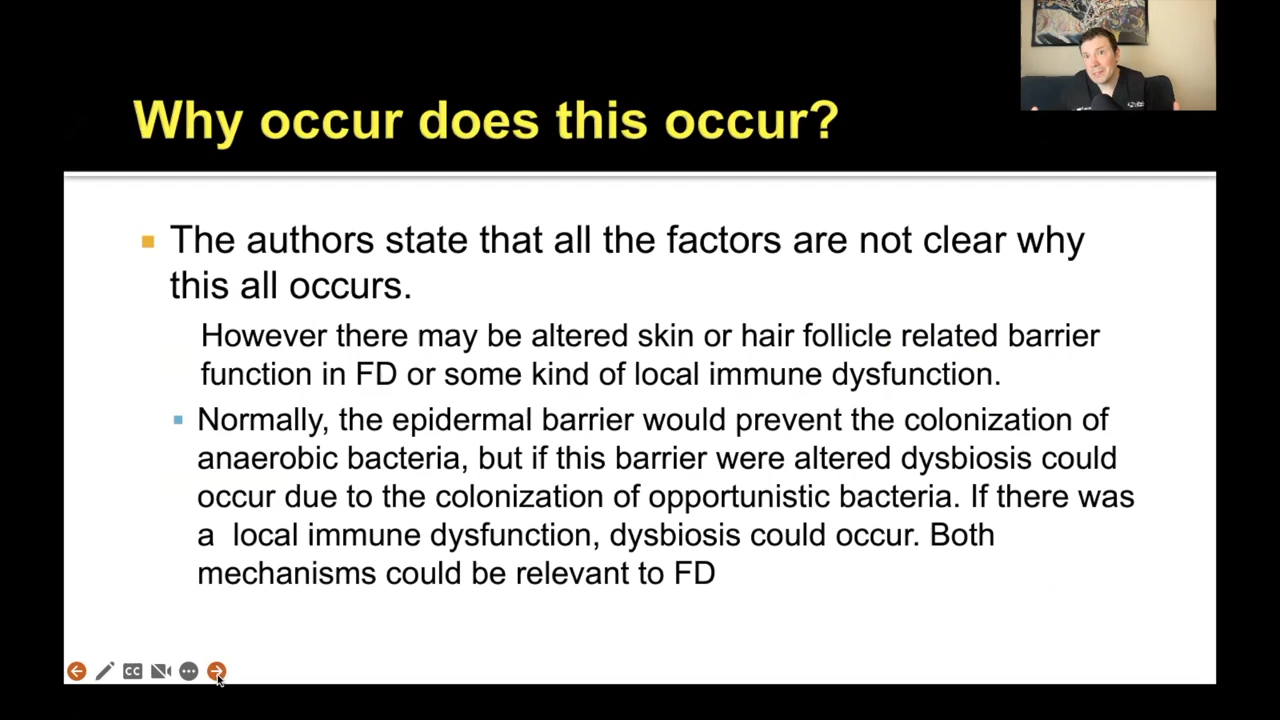 Why occur does this occur?
The authors state that all the factors are not clear why
this all occurs.
However there may be altered skin or hair follicle related barrier
function in FD or some kind of local immune dysfunction.
Normally, the epidermal barrier would prevent the colonization of
anaerobic bacteria, but if this barrier were altered dysbiosis could
occur due to the colonization of opportunistic bacteria. If there was
a  local immune dysfunction, dysbiosis could occur. Both
mechanisms could be relevant to FD
CC